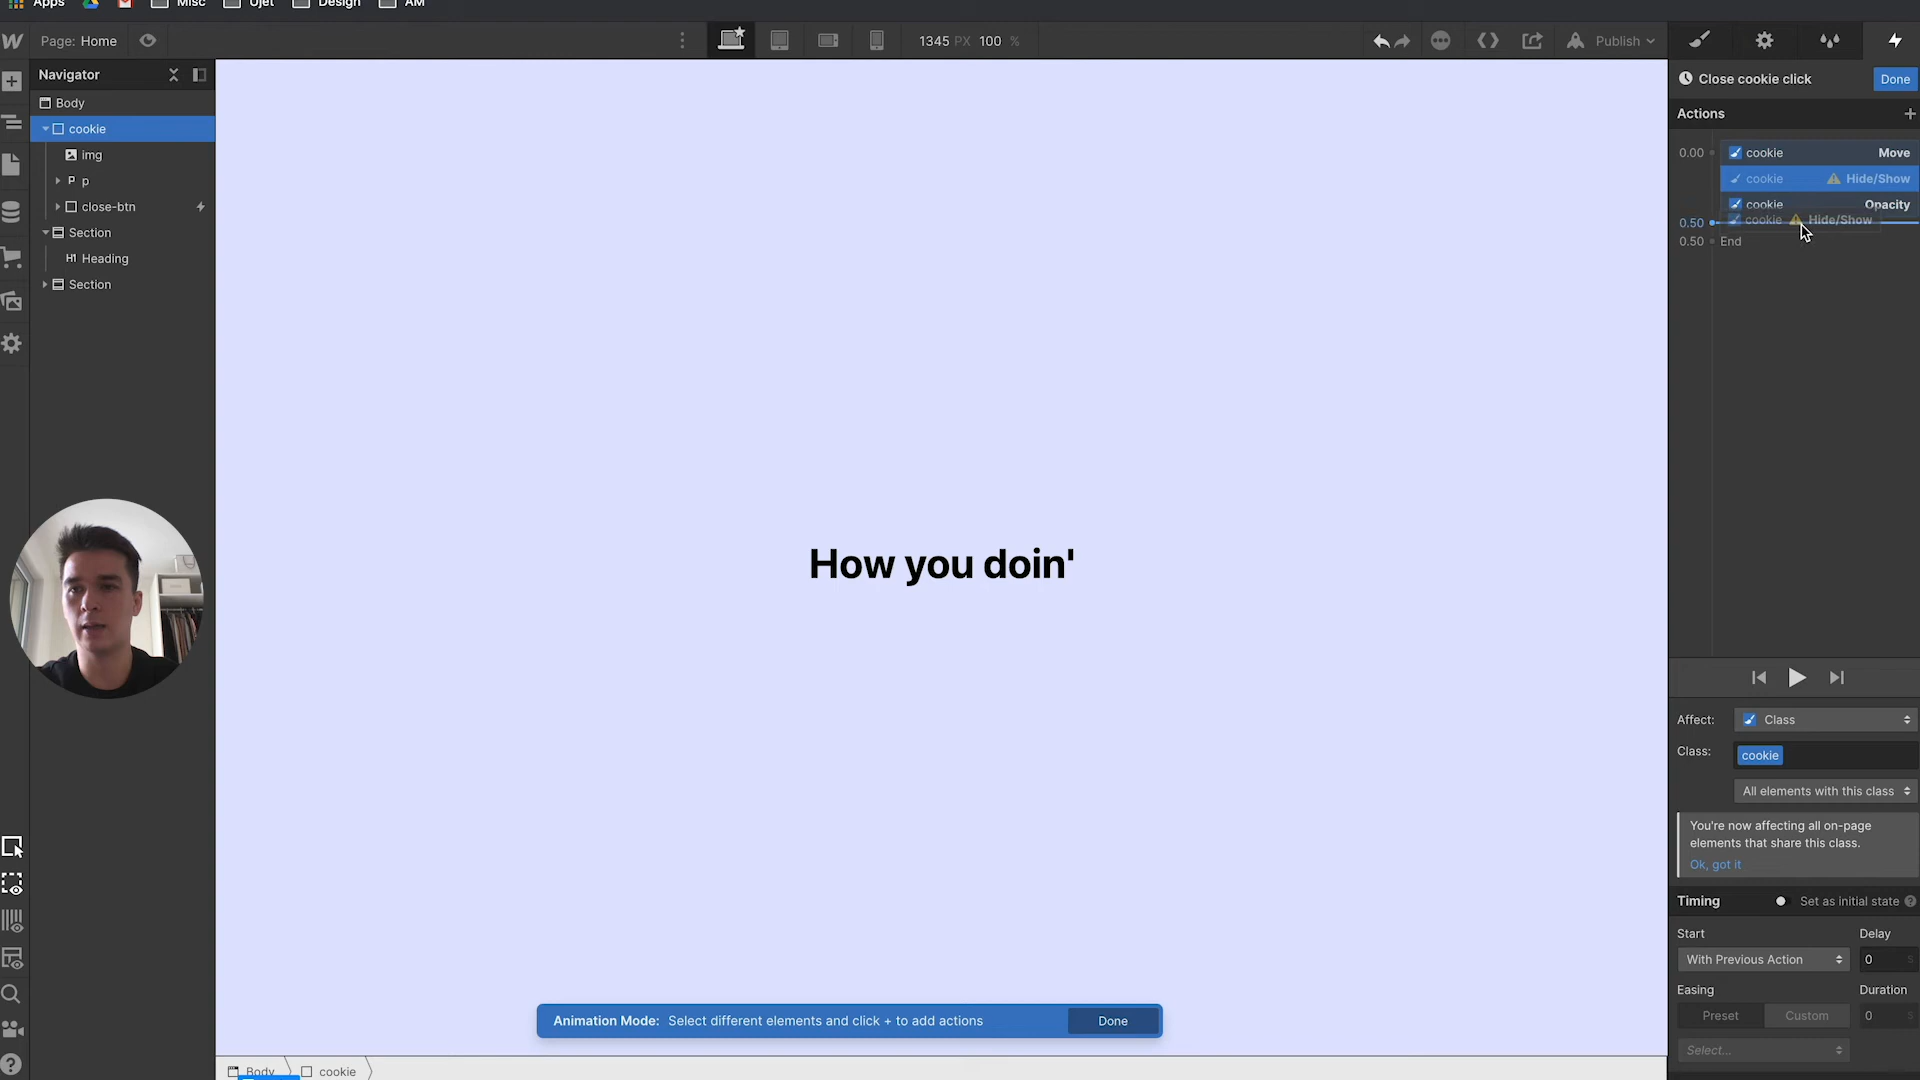 Apps Misc Ujet Design AM
Page: Home
1345 PX 100 %
Publish
Navigator
Body
cookie
img
P p
close-btn
Section
H1 Heading
Section
How you doin'
Animation Mode: Select different elements and click + to add actions
Done
Body cookie
Close cookie click
Done
Actions
0.00 cookie Move
cookie Hide/Show
cookie Opacity
0.50 cookie Hide/Show
0.50 End
Affect: Class
Class: cookie
All elements with this class
You're now affecting all on-page
elements that share this class.
Ok, got it
Timing Set as initial state
Start Delay
With Previous Action 0 S
Easing Duration
Preset Custom 0 S
Select...